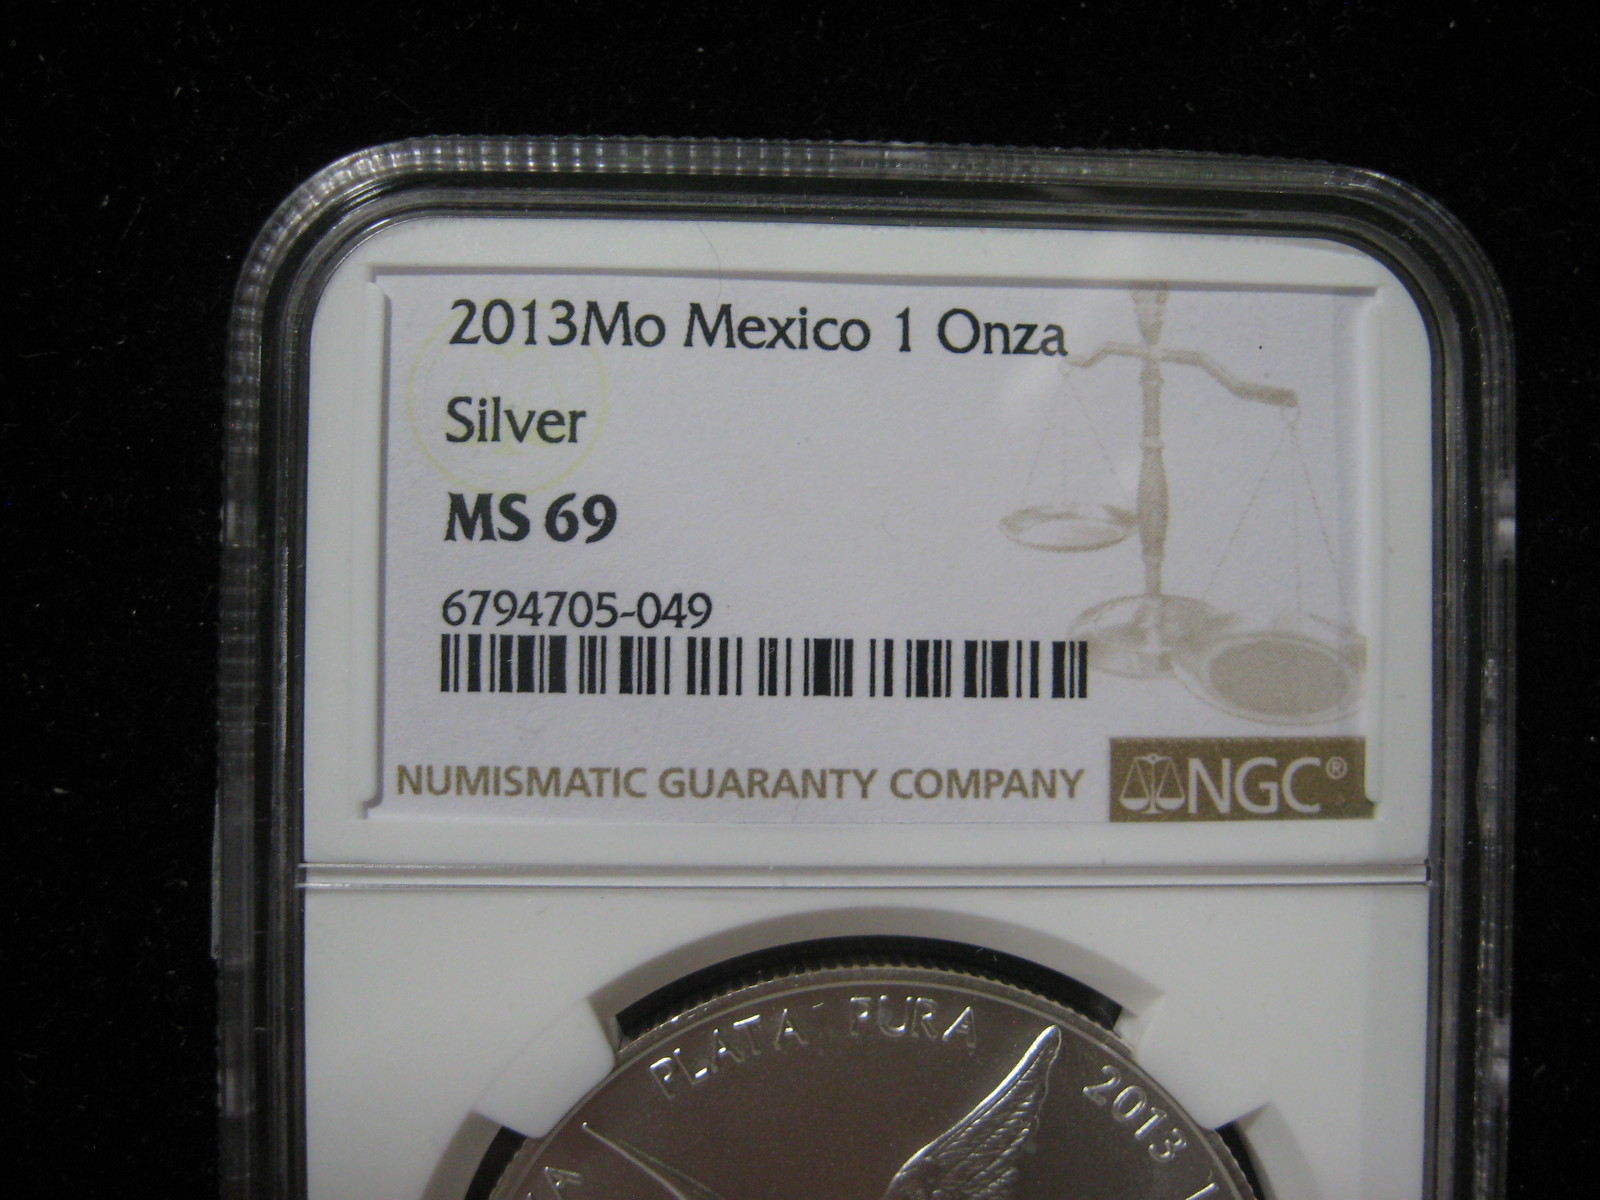 2013Mo Mexico 1 Onza
Silver
MS 69
6794705-049
NUMISMATIC GUARANTY COMPANY
NGC®
PLATA PURA 2013